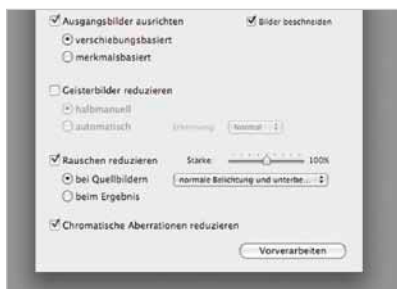 Ausgangsbilder ausrichten
Bilder beschneiden
verschiebungsbasiert
merkmalsbasiert
Geisterbilder reduzieren
halbmanuell
automatisch
Erkennung: Normal
Rauschen reduzieren
Stärke: 100%
bei Quellbildern
normale Belichtung und unterbe...
beim Ergebnis
Chromatische Aberrationen reduzieren
Vorverarbeiten